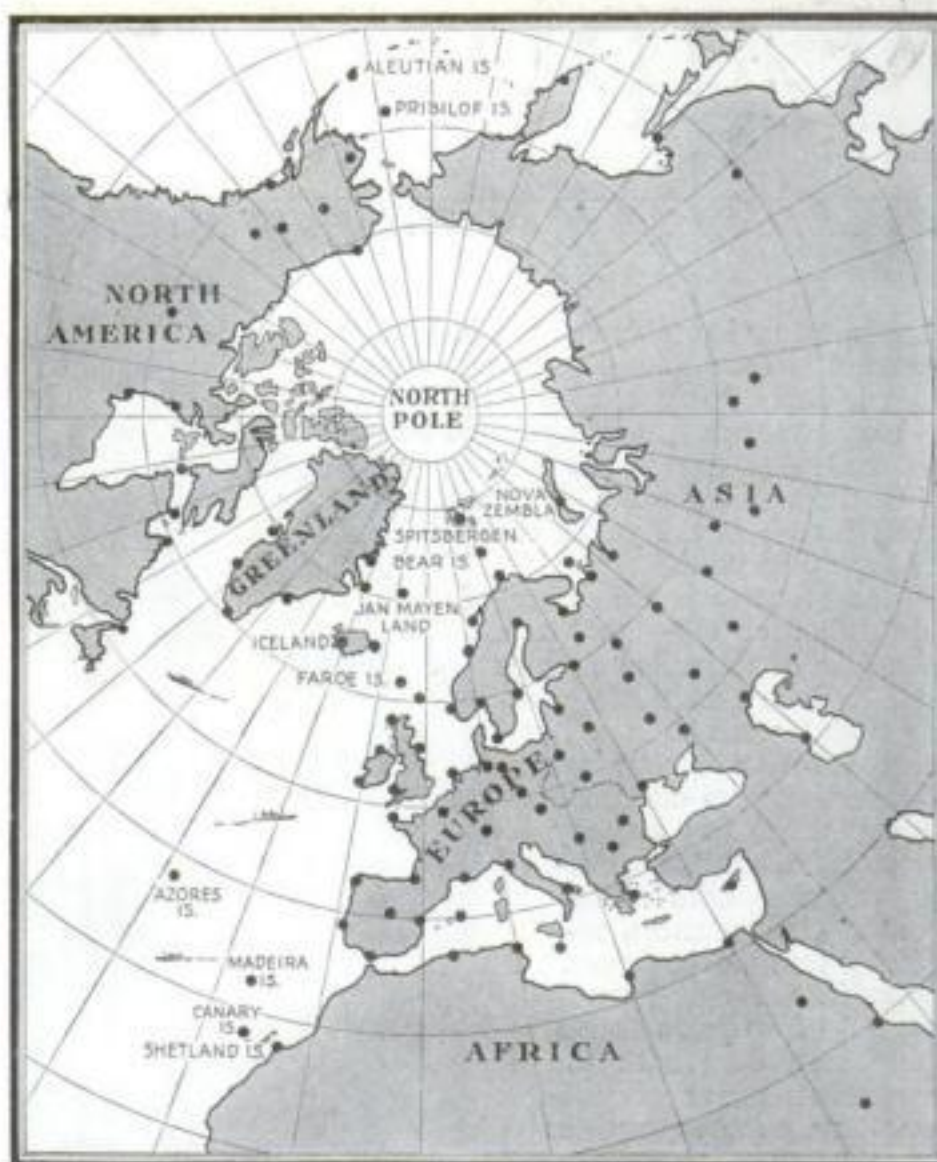 ALEUTIAN IS.
PRIBILOF IS.
NORTH
AMERICA
NORTH
POLE
NOVA
ZEMBLA
ASIA
SPITSBERGEN
GREENLAND
BEAR IS.
JAN MAYEN
LAND
ICELAND
FAROE IS.
EUROPE
AZORES
IS.
MADEIRA
IS.
CANARY
IS.
SHETLAND IS.
AFRICA